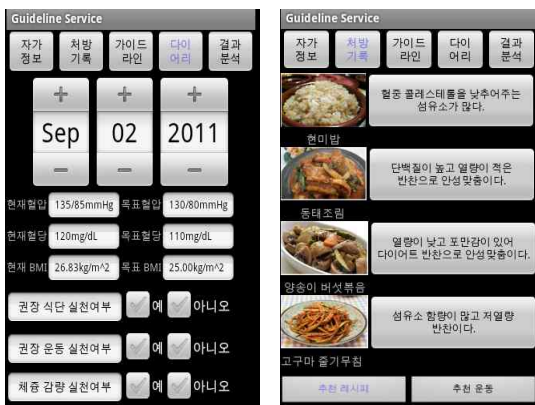 Guideline Service
자가 정보
처방 기록
가이드 라인
다이 어리
결과 분석
+ + +
Sep 02 2011
− − −
현재혈압 135/85mmHg 목표혈압 130/80mmHg
현재혈당 120mg/dL 목표혈당 110mg/dL
현재 BMI 26.83kg/m^2 목표 BMI 25.00kg/m^2
권장 식단 실천여부 예 아니오
권장 운동 실천여부 예 아니오
체중 감량 실천여부 예 아니오
Guideline Service
자가 정보
처방 기록
가이드 라인
다이 어리
결과 분석
혈중 콜레스테롤을 낮추어주는
섬유소가 많다.
현미밥
단백질이 높고 열량이 적은
반찬으로 안성맞춤이다.
동태조림
열량이 낮고 포만감이 있어
다이어트 반찬으로 안성맞춤이다.
양송이 버섯볶음
섬유소 함량이 많고 저열량
반찬이다.
고구마 줄기무침
추천 레시피 추천 운동